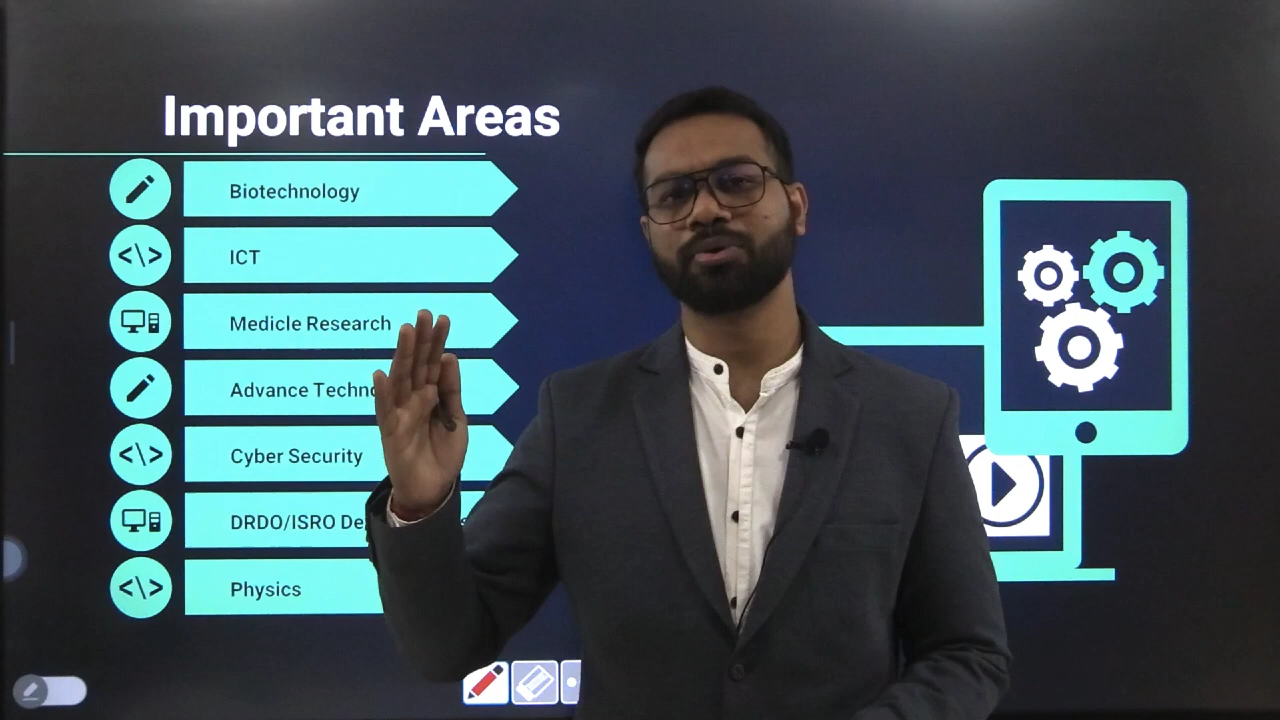 Important Areas
Biotechnology
<\>
ICT
Medicle Research
Advance
<\>
Cyber Security
DRDO/ISRO
<\>
Physics